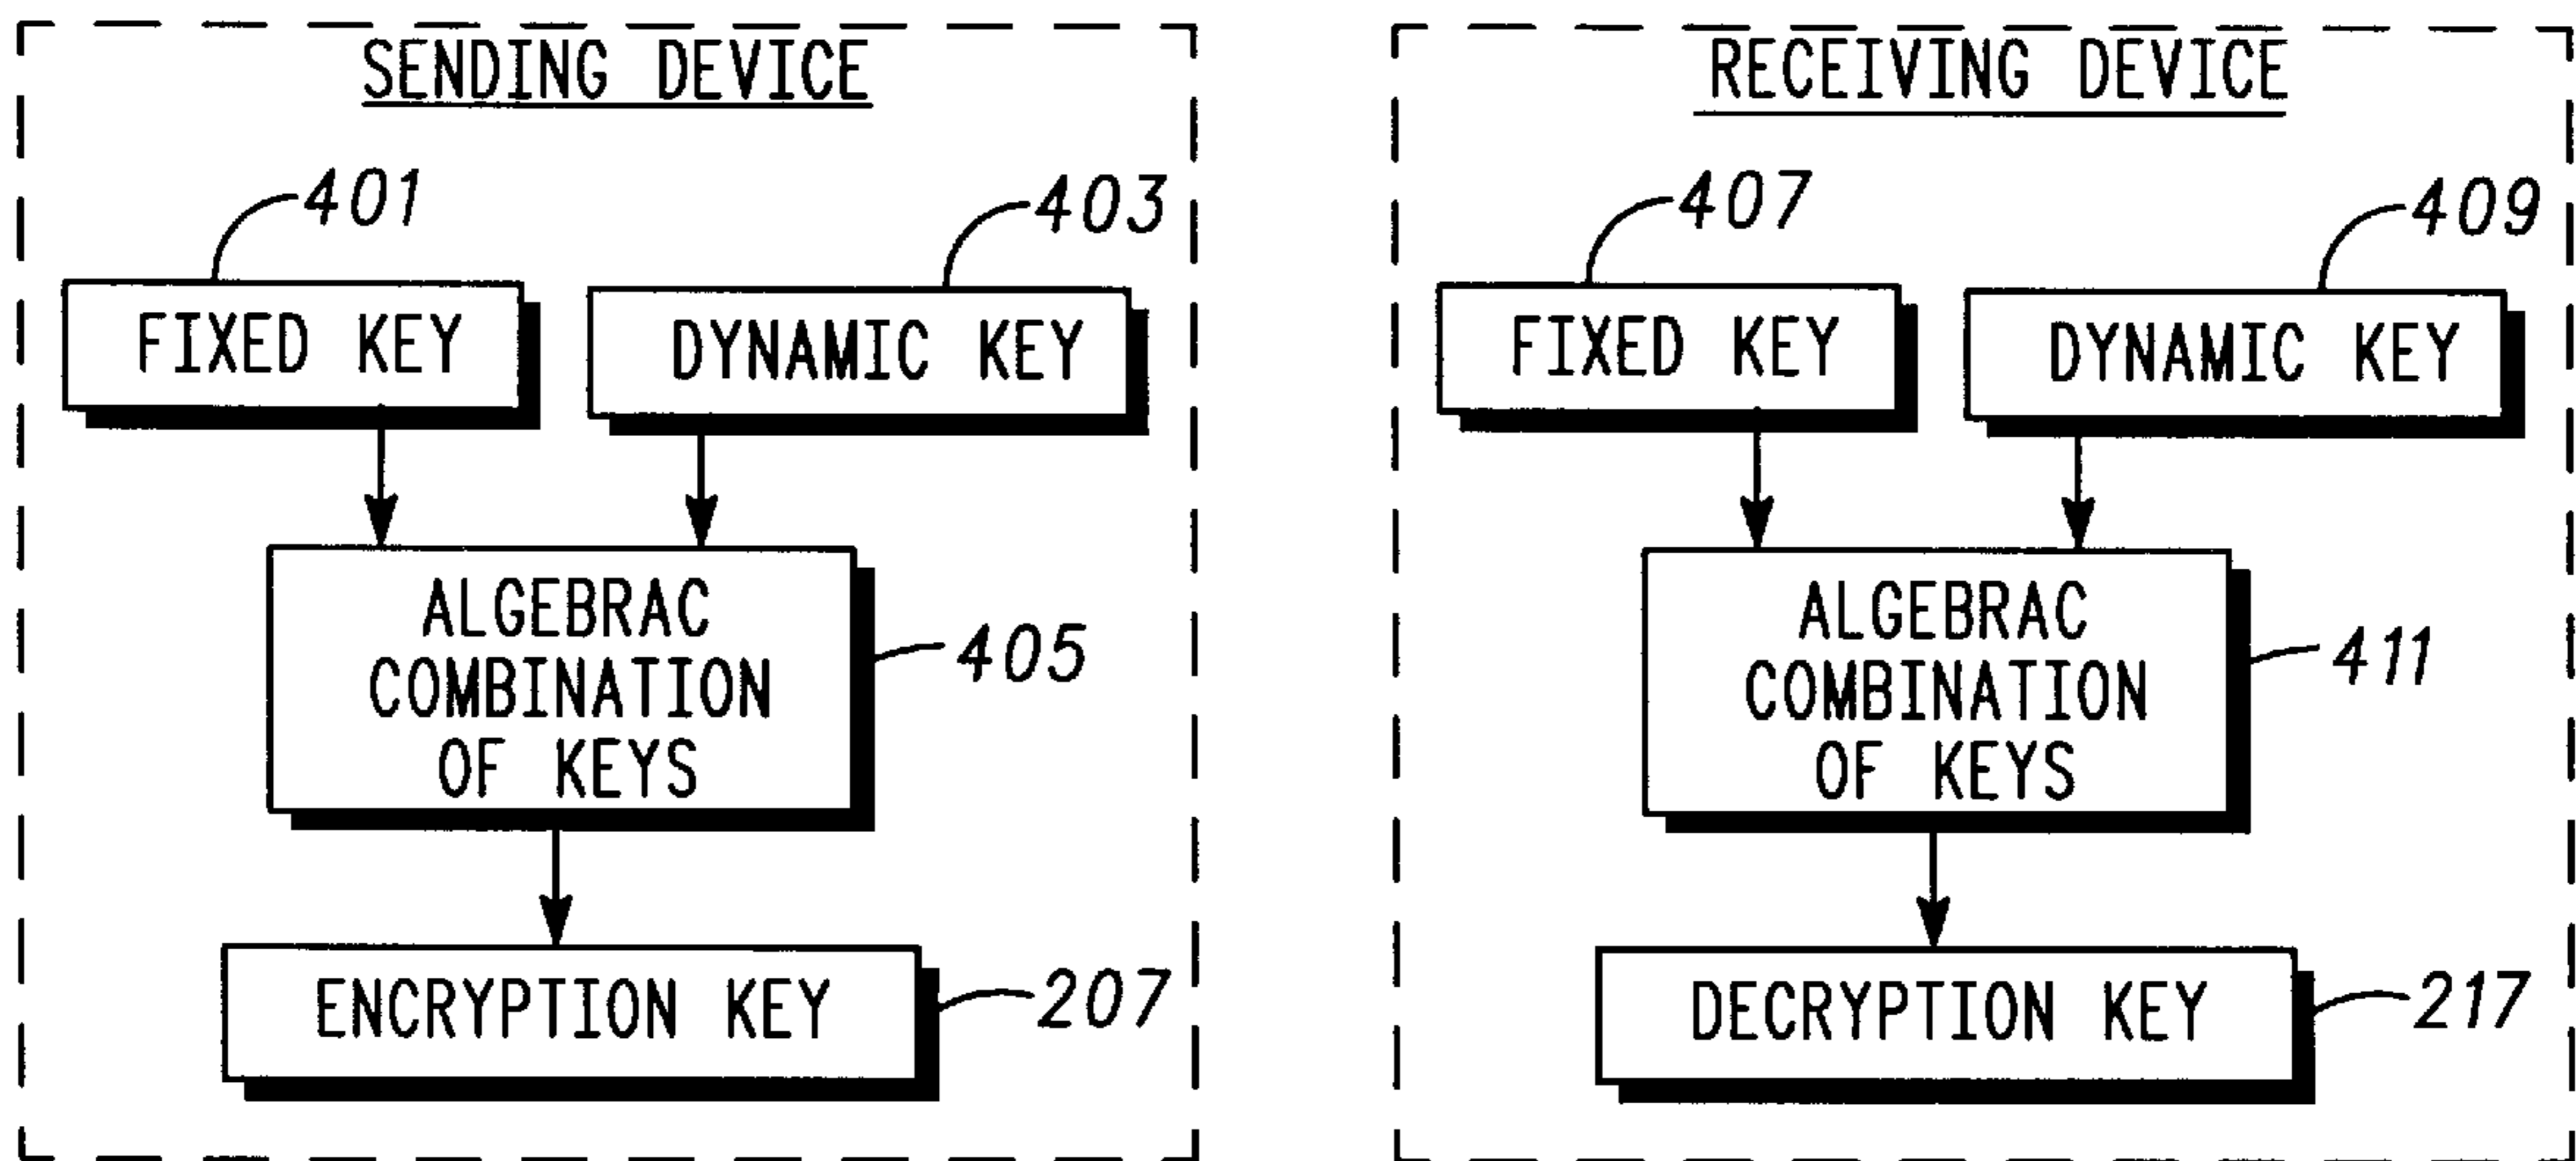 SENDING DEVICE
401
403
FIXED KEY
DYNAMIC KEY
ALGEBRAC
COMBINATION
OF KEYS
405
ENCRYPTION KEY
207
RECEIVING DEVICE
407
409
FIXED KEY
DYNAMIC KEY
ALGEBRAC
COMBINATION
OF KEYS
411
DECRYPTION KEY
217